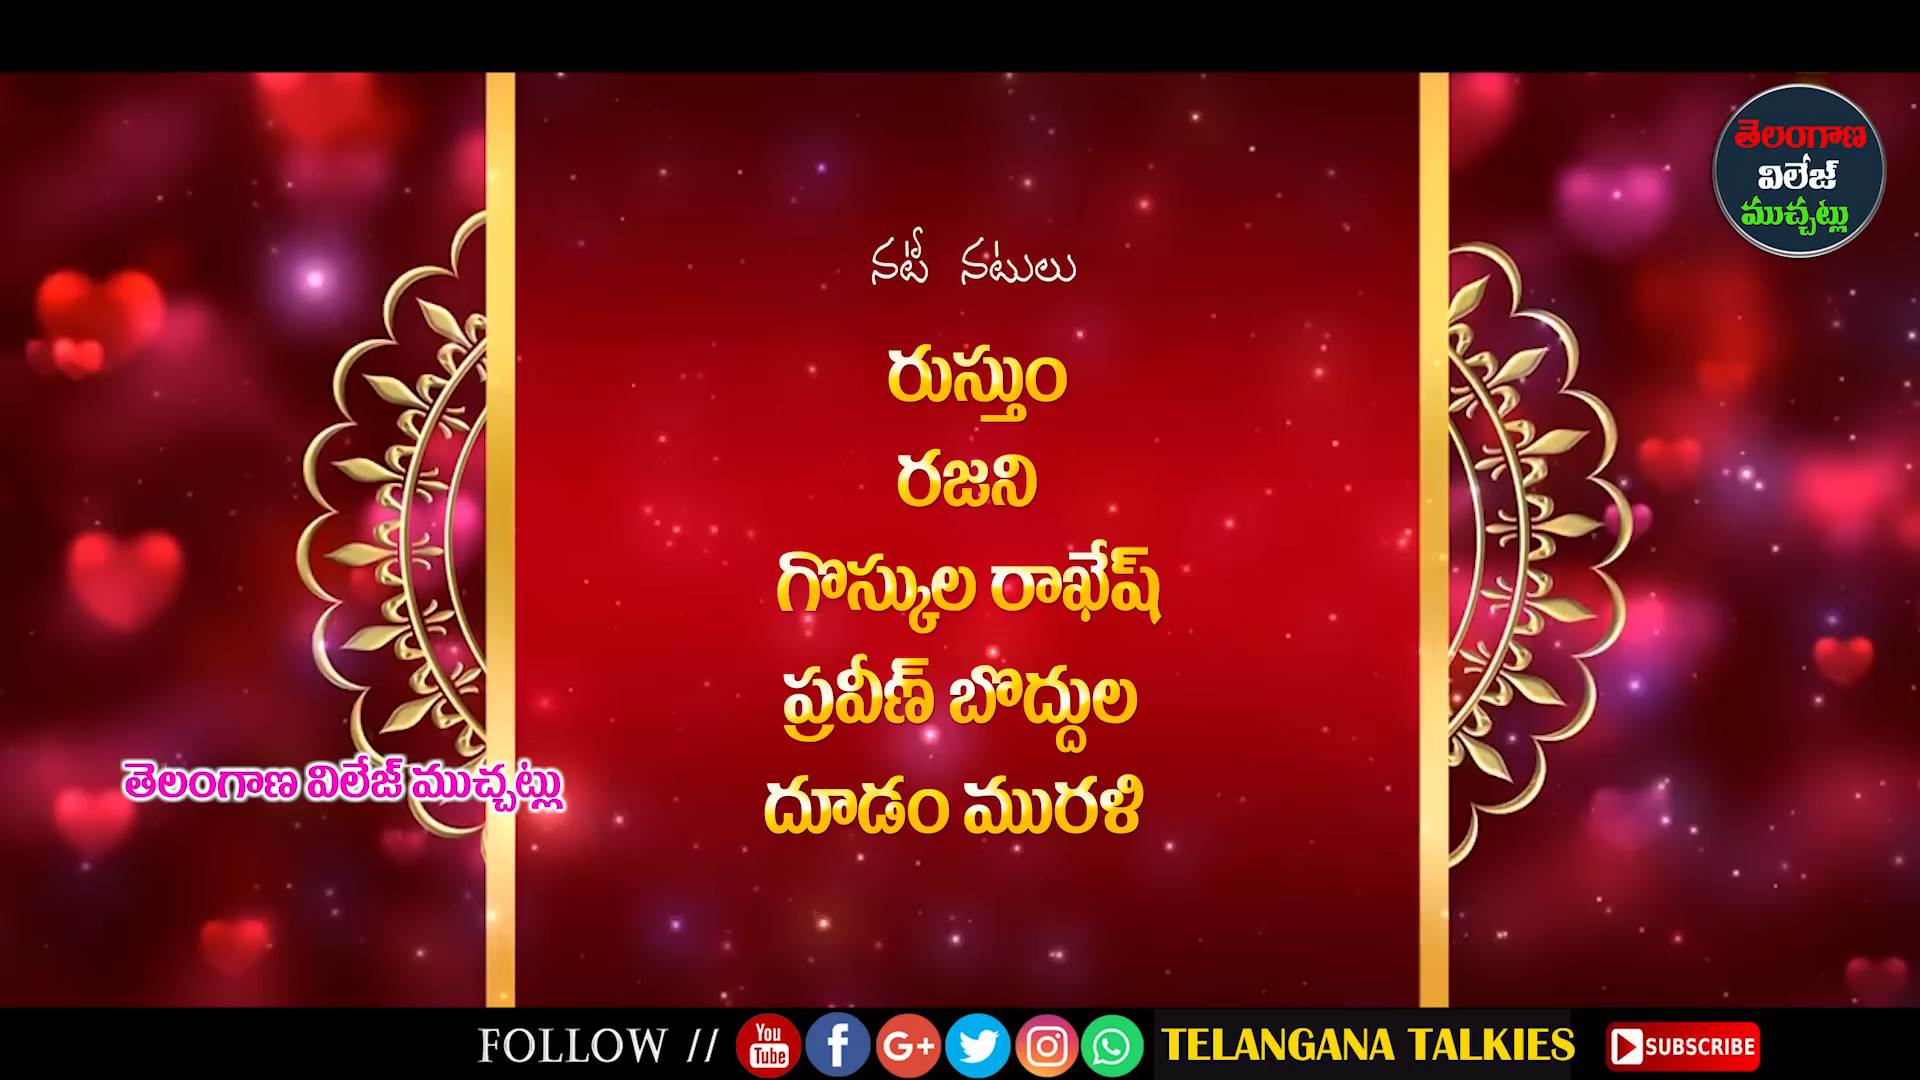 తెలంగాణ
విలేజ్
ముచ్చట్లు
నటీ నటులు
రుస్తుం
రజని
గొస్కుల రాఖేష్
ప్రవీణ్ బొద్దుల
దూడం మురళి
తెలంగాణ విలేజ్ ముచ్చట్లు
FOLLOW // You Tube f G+ TELANGANA TALKIES SUBSCRIBE